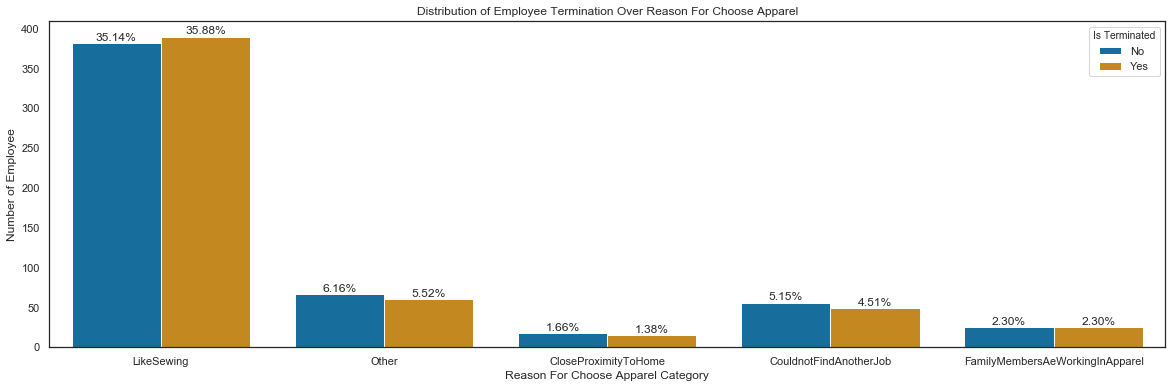 Distribution of Employee Termination Over Reason For Choose Apparel
Number of Employee
400
350
300
250
200
150
100
50
0
35.14%
35.88%
6.16%
5.52%
1.66%
1.38%
5.15%
4.51%
2.30%
2.30%
Is Terminated
No
Yes
LikeSewing
Other
CloseProximityToHome
CouldnotFindAnotherJob
FamilyMembersAeWorkingInApparel
Reason For Choose Apparel Category